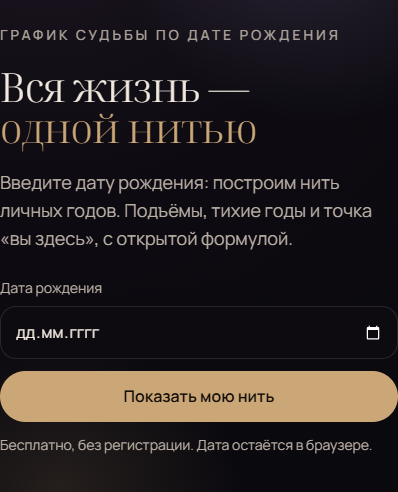 ГРАФИК СУДЬБЫ ПО ДАТЕ РОЖДЕНИЯ
Вся жизнь —
одной нитью
Введите дату рождения: построим нить
личных годов. Подъёмы, тихие годы и точка
«вы здесь», с открытой формулой.
Дата рождения
ДД.ММ.ГГГГ
Показать мою нить
Бесплатно, без регистрации. Дата остаётся в браузере.